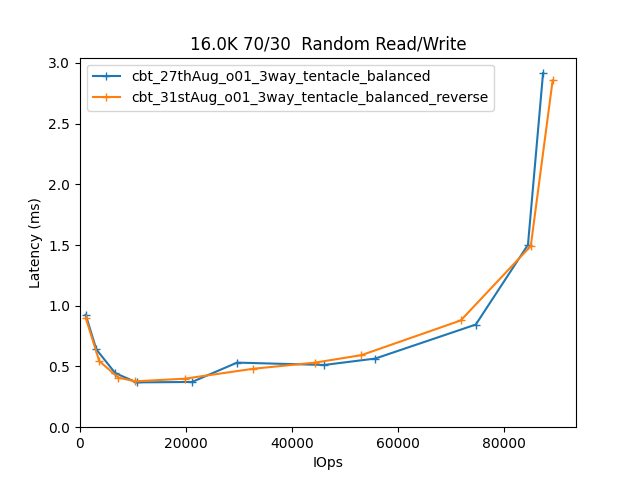 16.0K 70/30  Random Read/Write
cbt_27thAug_o01_3way_tentacle_balanced
cbt_31stAug_o01_3way_tentacle_balanced_reverse
Latency (ms)
3.0
2.5
2.0
1.5
1.0
0.5
0.0
0 20000 40000 60000 80000
IOps